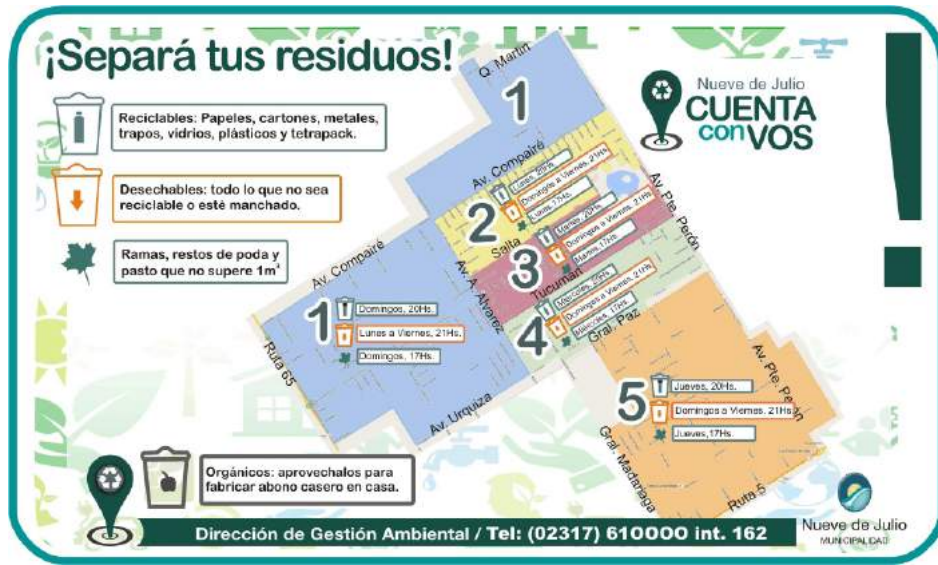 ¡Separá tus residuos!
Reciclables: Papeles, cartones, metales,
trapos, vidrios, plásticos y tetrapack.
Desechables: todo lo que no sea
reciclable o esté manchado.
Ramas, restos de poda y
pasto que no supere 1m³
Nueve de Julio
CUENTA
con VOS
Q. Martin
1
Av. Compairé
2
Lunes, 20Hs.
Domingos a Viernes, 21Hs.
Lunes, 17Hs.
Salta
Av. Pte. Perón
3
Martes, 20Hs.
Domingos a Viernes, 21Hs
Martes, 17Hs.
Tucuman
Av. A. Alvarez
4
Miércoles, 20Hs.
Domingos a Viernes, 21Hs
Miércoles, 17Hs.
Gral. Paz
Av. Compairé
1
Domingos, 20Hs.
Lunes a Viernes, 21Hs.
Domingos, 17Hs.
Ruta 65
Av. Urquiza
5
Jueves, 20Hs.
Domingos a Viernes, 21Hs
Jueves,17Hs.
Av. Pte. Perón
Gral. Madariaga
Ruta 5
Orgánicos: aprovechalos para
fabricar abono casero en casa.
Dirección de Gestión Ambiental / Tel: (02317) 610000 int. 162
Nueve de Julio
MUNICIPALIDAD